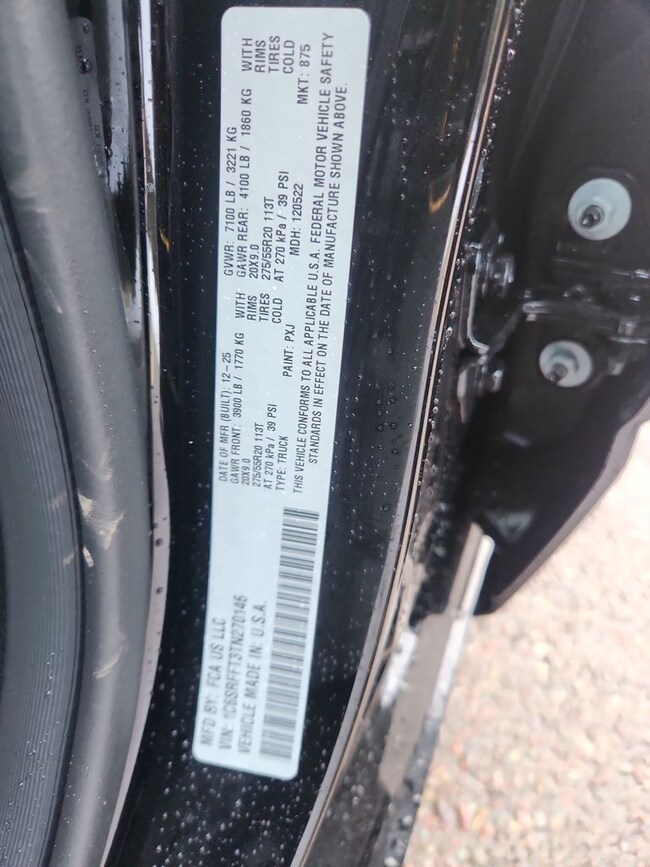 MFD BY: FCA US LLC
DATE OF MFR (BUILT): 12-25
GVWR: 7100 LB / 3221 KG
VIN: 1C6SRFFT3TN270146
GAWR FRONT: 3900 LB / 1770 KG WITH
GAWR REAR: 4100 LB / 1860 KG WITH
VEHICLE MADE IN: U.S.A.
20X9.0 RIMS
20X9.0 RIMS
275/55R20 113T TIRES
275/55R20 113T TIRES
AT 270 kPa / 39 PSI COLD
AT 270 kPa / 39 PSI COLD
TYPE: TRUCK PAINT: PXJ MDH: 120522 MKT: 875
THIS VEHICLE CONFORMS TO ALL APPLICABLE U.S.A. FEDERAL MOTOR VEHICLE SAFETY
STANDARDS IN EFFECT ON THE DATE OF MANUFACTURE SHOWN ABOVE.